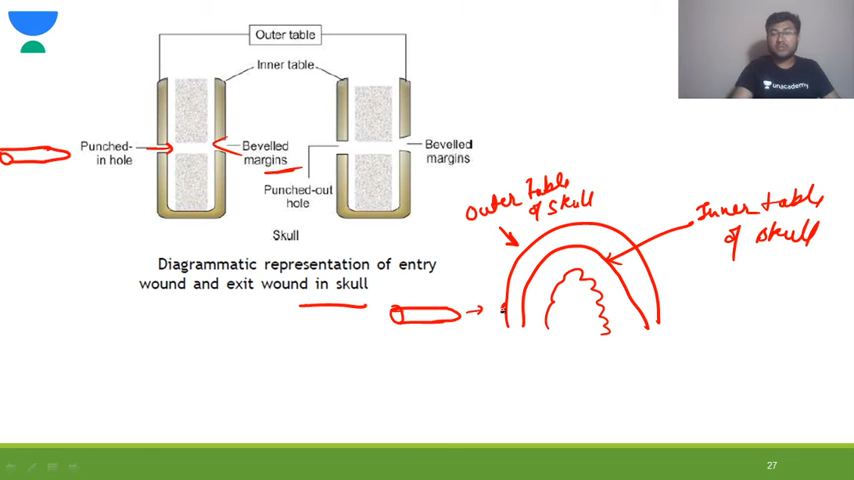 Outer table
Inner table
Punched-
in hole
Bevelled
margins
Punched-out
hole
Bevelled
margins
Skull
Diagrammatic representation of entry
wound and exit wound in skull
Outer table
of skull
Inner table
of skull
unacademy
27